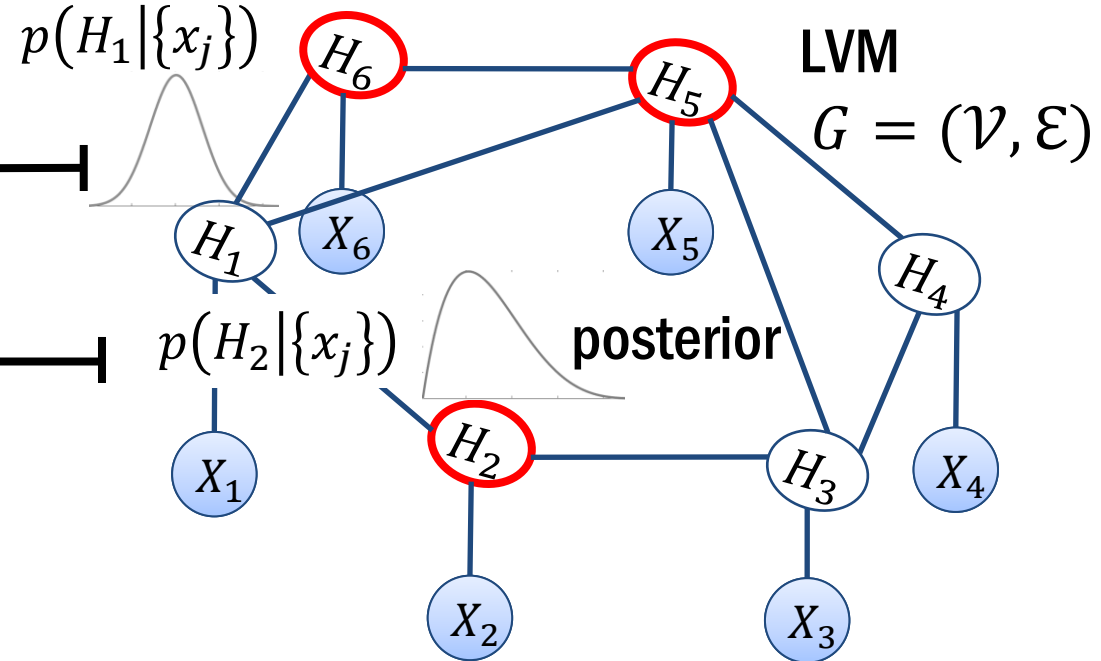 p(H₁|{xⱼ})
H₆
H₅
LVM
G = (𝒱, ℰ)
H₁
X₆
X₅
H₄
p(H₂|{xⱼ})
posterior
X₁
H₂
H₃
X₄
X₂
X₃